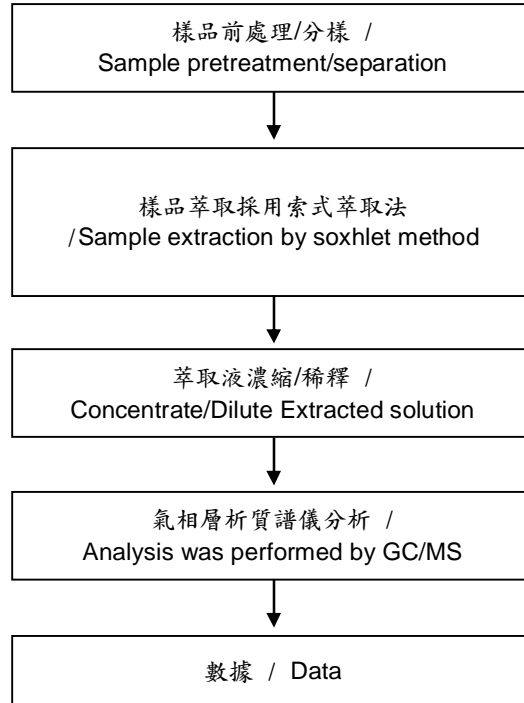 樣品前處理/分樣 /
Sample pretreatment/separation
樣品萃取採用索式萃取法
/Sample extraction by soxhlet method
萃取液濃縮/稀釋 /
Concentrate/Dilute Extracted solution
氣相層析質譜儀分析 /
Analysis was performed by GC/MS
數據 / Data